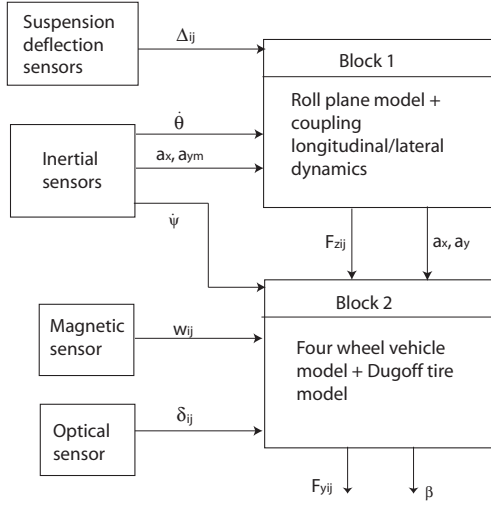 Suspension
deflection
sensors
Δij
Block 1
Roll plane model +
coupling
longitudinal/lateral
dynamics
Inertial
sensors
θ̇
ax, aym
ψ̇
Fzij
ax, ay
Block 2
Four wheel vehicle
model + Dugoff tire
model
Magnetic
sensor
wij
Optical
sensor
δij
Fyij
β